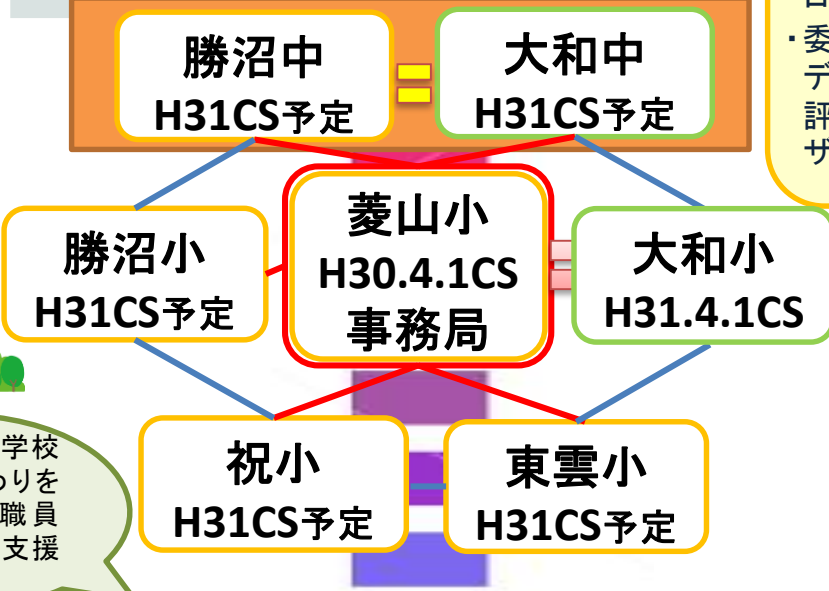 勝沼中
H31CS予定
大和中
H31CS予定
・委
デ
評
ザ
勝沼小
H31CS予定
菱山小
H30.4.1CS
事務局
大和小
H31.4.1CS
祝小
H31CS予定
東雲小
H31CS予定
学校
りを
職員
支援